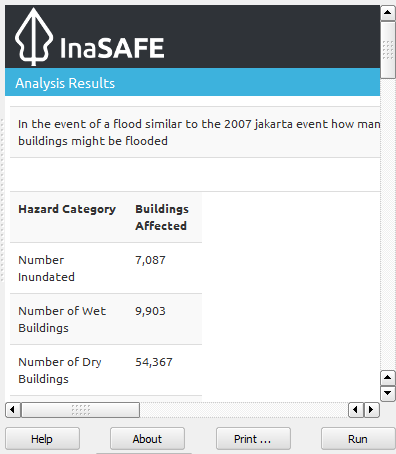 InaSAFE
Analysis Results
In the event of a flood similar to the 2007 jakarta event how man
buildings might be flooded
Hazard Category Buildings
Affected
Number 7,087
Inundated
Number of Wet 9,903
Buildings
Number of Dry 54,367
Buildings
Help About Print ... Run